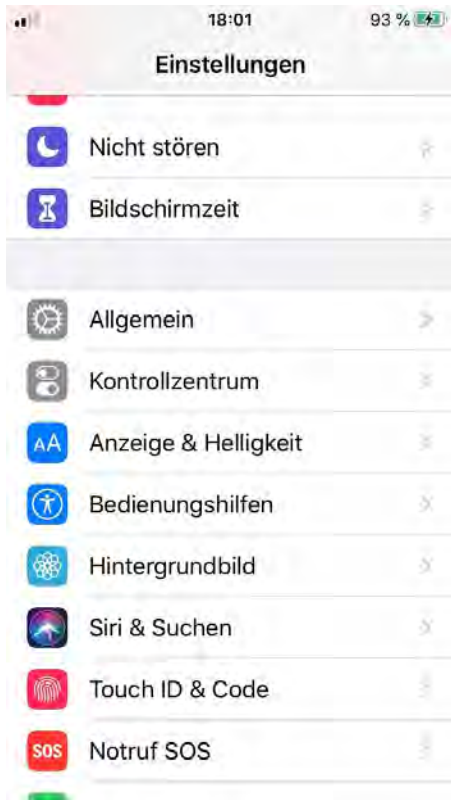 18:01 93 %
Einstellungen
Nicht stören
Bildschirmzeit
Allgemein
Kontrollzentrum
AA Anzeige & Helligkeit
Bedienungshilfen
Hintergrundbild
Siri & Suchen
Touch ID & Code
SOS Notruf SOS